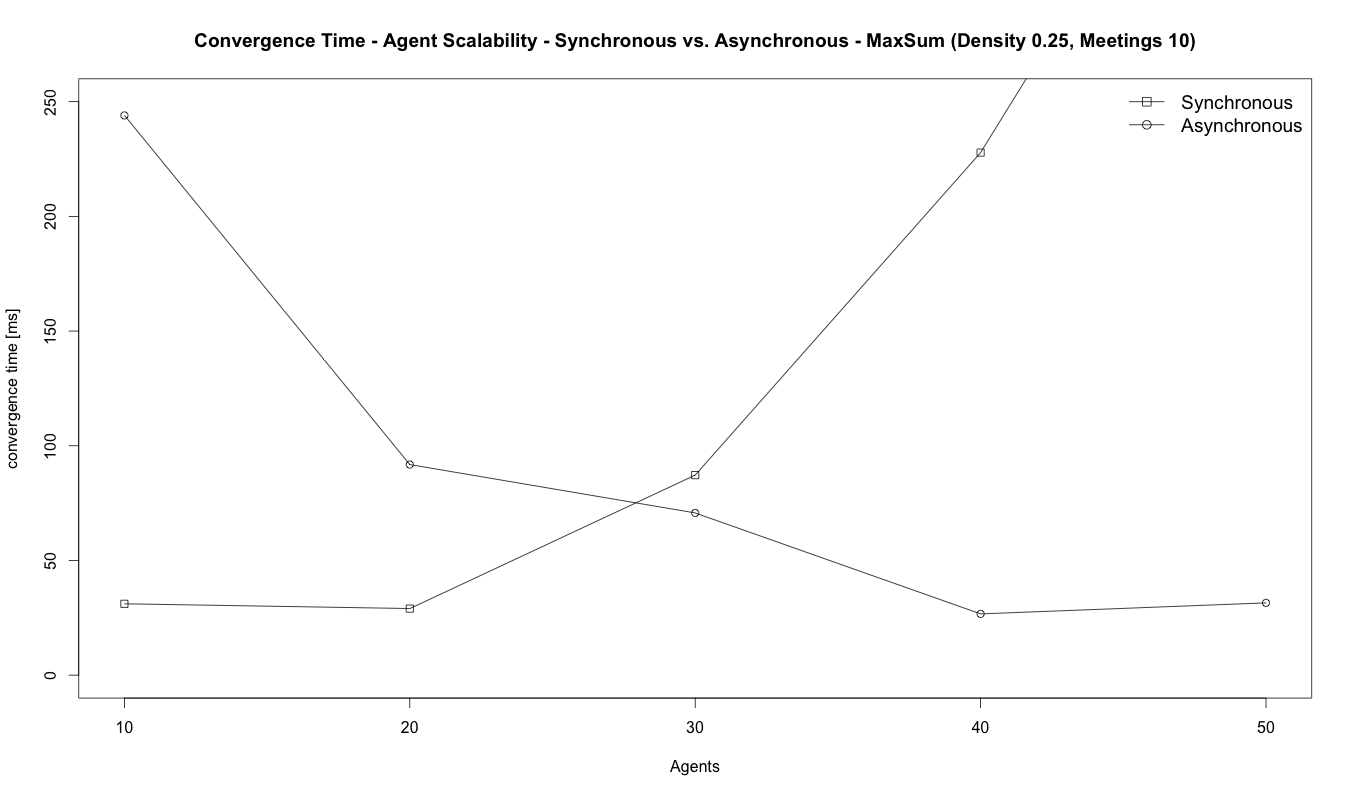 Convergence Time - Agent Scalability - Synchronous vs. Asynchronous - MaxSum (Density 0.25, Meetings 10)
Synchronous
Asynchronous
convergence time [ms]
250
200
150
100
50
0
10 20 30 40 50
Agents